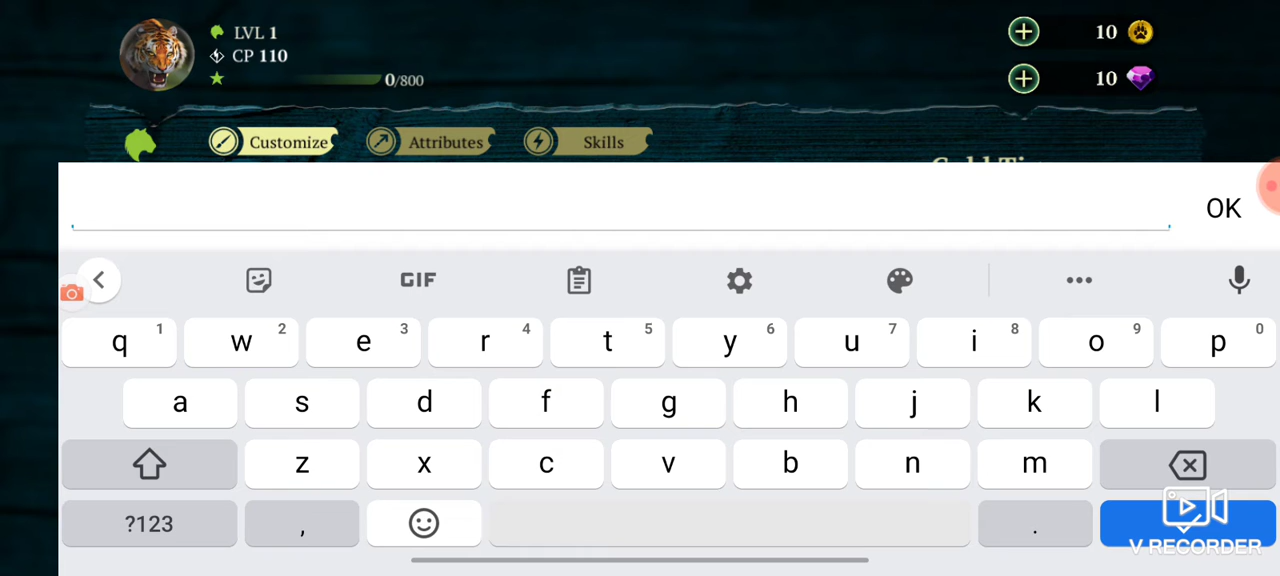 LVL 1
CP 110
0/800
10
10
Customize
Attributes
Skills
OK
GIF
q 1 w 2 e 3 r 4 t 5 y 6 u 7 i 8 o 9 p 0
a s d f g h j k l
z x c v b n m
?123 , .
V RECORDER